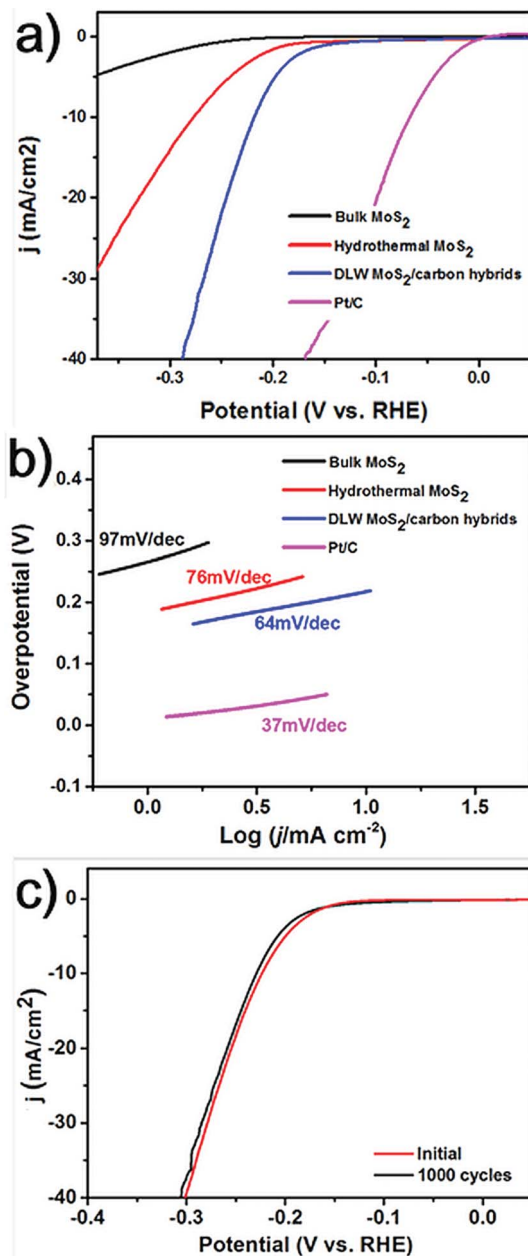 a)
0
-10
-20
-30
-40
j (mA/cm2)
Bulk MoS₂
Hydrothermal MoS₂
DLW MoS₂/carbon hybrids
Pt/C
-0.3
-0.2
-0.1
0.0
Potential (V vs. RHE)
b)
0.4
0.3
0.2
0.1
0.0
-0.1
Overpotential (V)
Bulk MoS₂
Hydrothermal MoS₂
DLW MoS₂/carbon hybrids
Pt/C
97mV/dec
76mV/dec
64mV/dec
37mV/dec
0.0
0.5
1.0
1.5
Log (j/mA cm⁻²)
c)
0
-10
-20
-30
-40
j (mA/cm²)
Initial
1000 cycles
-0.4
-0.3
-0.2
-0.1
0.0
Potential (V vs. RHE)